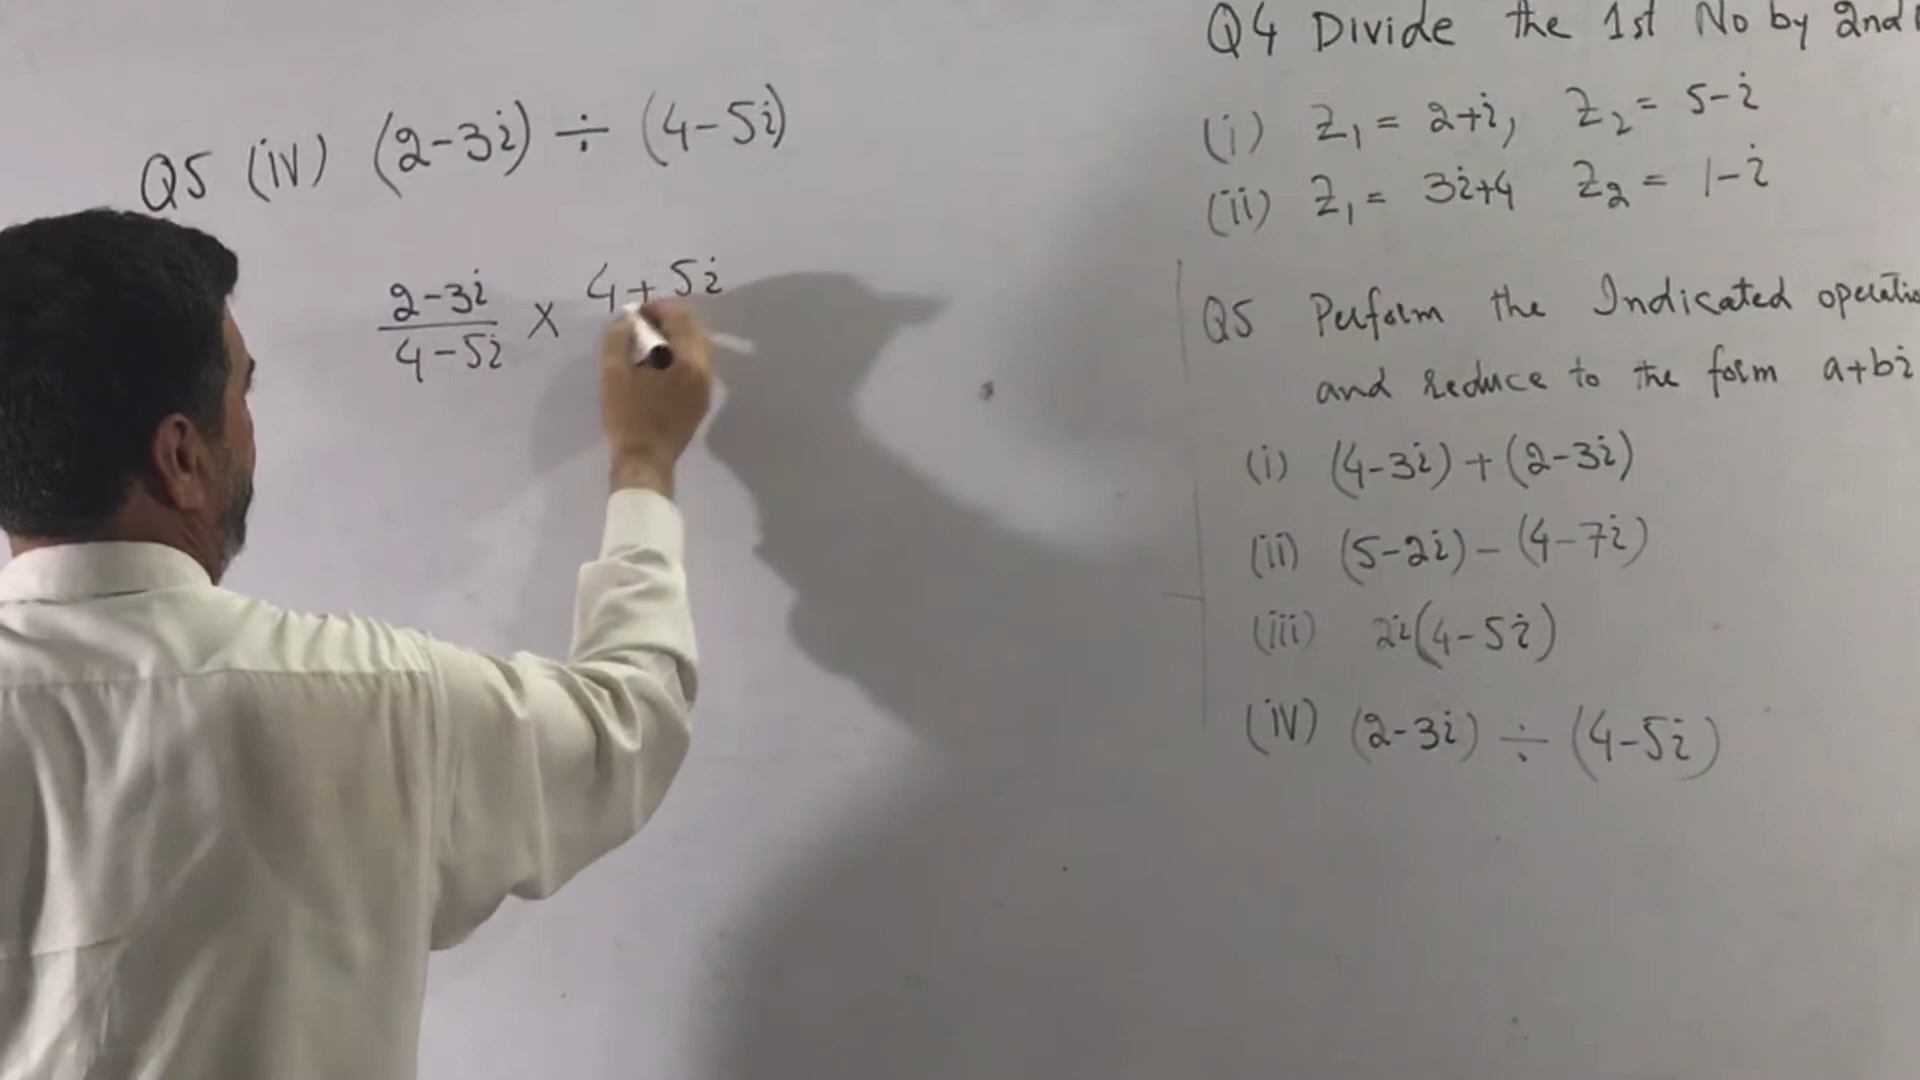 Q5 (iv) (2-3i) ÷ (4-5i)
2-3i / 4-5i × 4+5i
Q4 Divide the 1st No by 2nd
(i) Z₁ = 2+i, Z₂ = 5-i
(ii) Z₁ = 3i+4 Z₂ = 1-i
Q5 Perform the Indicated
and reduce to the form a+bi
(i) (4-3i) + (2-3i)
(ii) (5-2i) - (4-7i)
(iii) 2i(4-5i)
(iv) (2-3i) ÷ (4-5i)